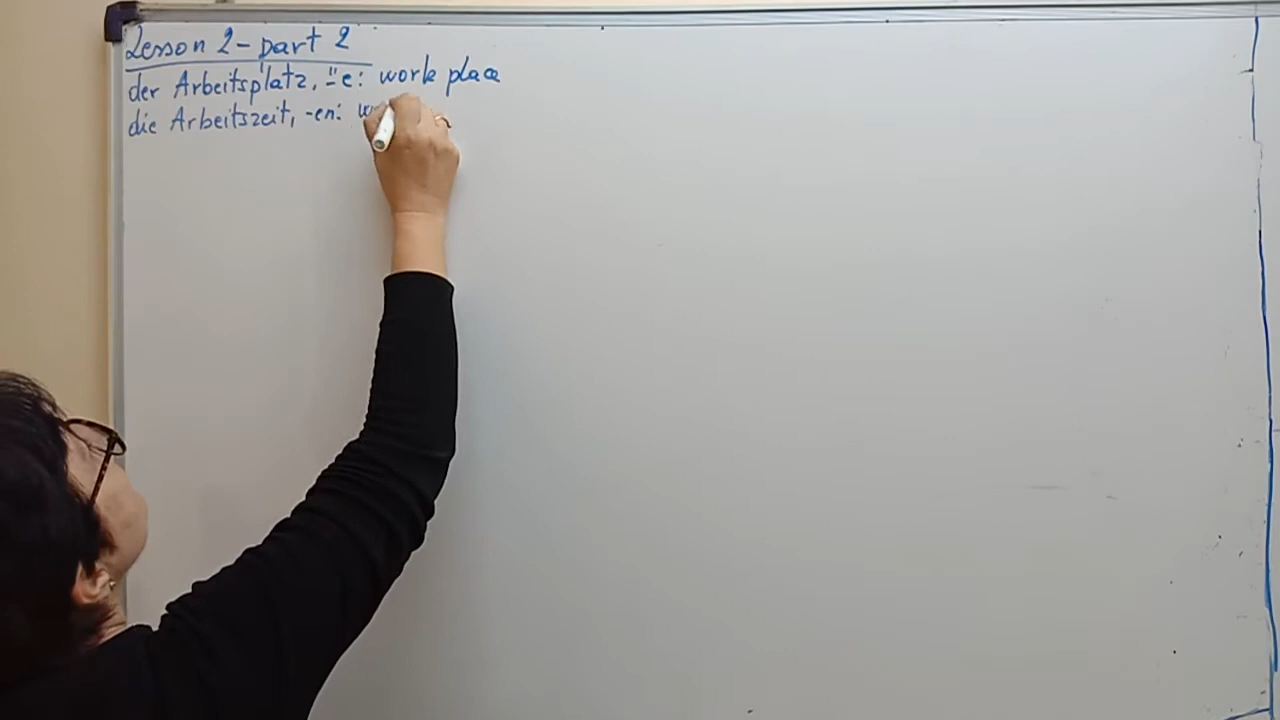 Lesson 2 - part 2
der Arbeitsplatz, ⸚e: work place
die Arbeitszeit, -en: